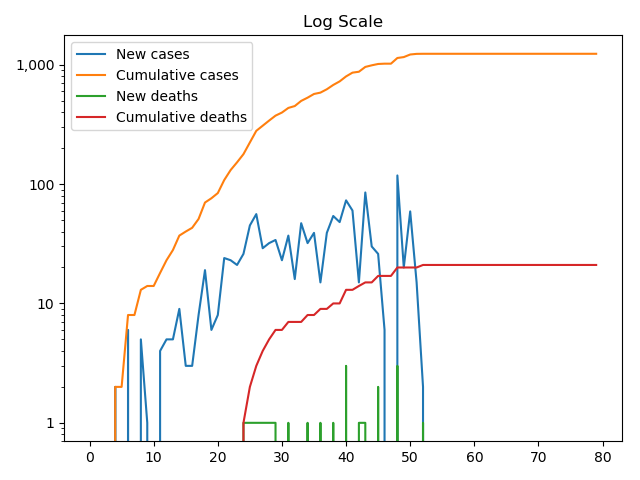 Log Scale
New cases
Cumulative cases
New deaths
Cumulative deaths
1,000
100
10
1
0 10 20 30 40 50 60 70 80